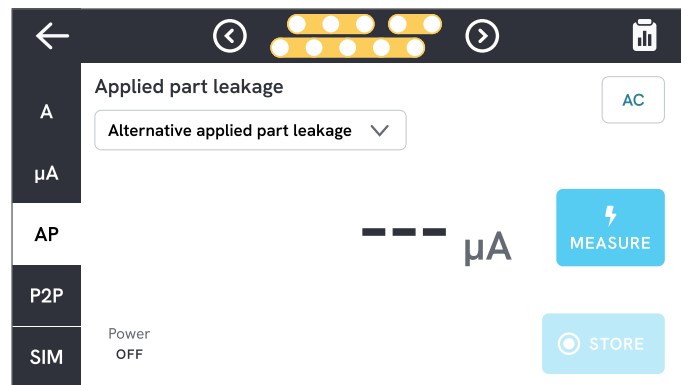 Applied part leakage
AC
Alternative applied part leakage
A
µA
AP
P2P
SIM
--- µA
MEASURE
Power
OFF
STORE